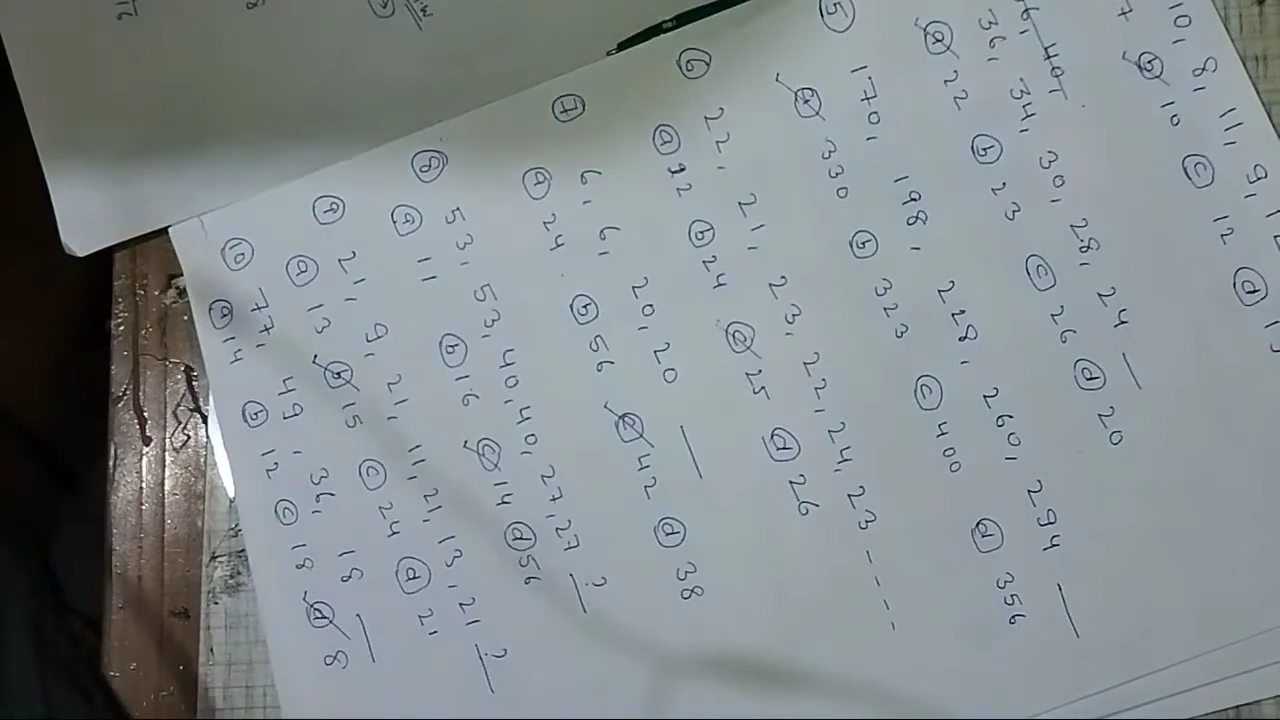 10, 8, 11, 9, 1
7 ⓑ 10 ⓒ 12 ⓓ
36, 34, 30, 28, 24 __
ⓐ 22 ⓑ 23 ⓒ 26 ⓓ 20
⑤ 170, 198, 228, 260, 294 __
ⓐ 330 ⓑ 323 ⓒ 400 ⓓ 356
⑥ 22, 21, 23, 22, 24, 23 ----
ⓐ 22 ⓑ 24 ⓒ 25 ⓓ 26
⑦ 6, 6, 20, 20 __
ⓐ 24 ⓑ 56 ⓒ 42 ⓓ 38
⑧ 53, 53, 40, 40, 27, 27 ?
ⓐ 11 ⓑ 16 ⓒ 14 ⓓ 56
⑨ 21, 9, 21, 11, 21, 13, 21 ?
ⓐ 13 ⓑ 15 ⓒ 24 ⓓ 21
⑩ 77, 49, 36, 18 __
ⓐ 14 ⓑ 12 ⓒ 18 ⓓ 8